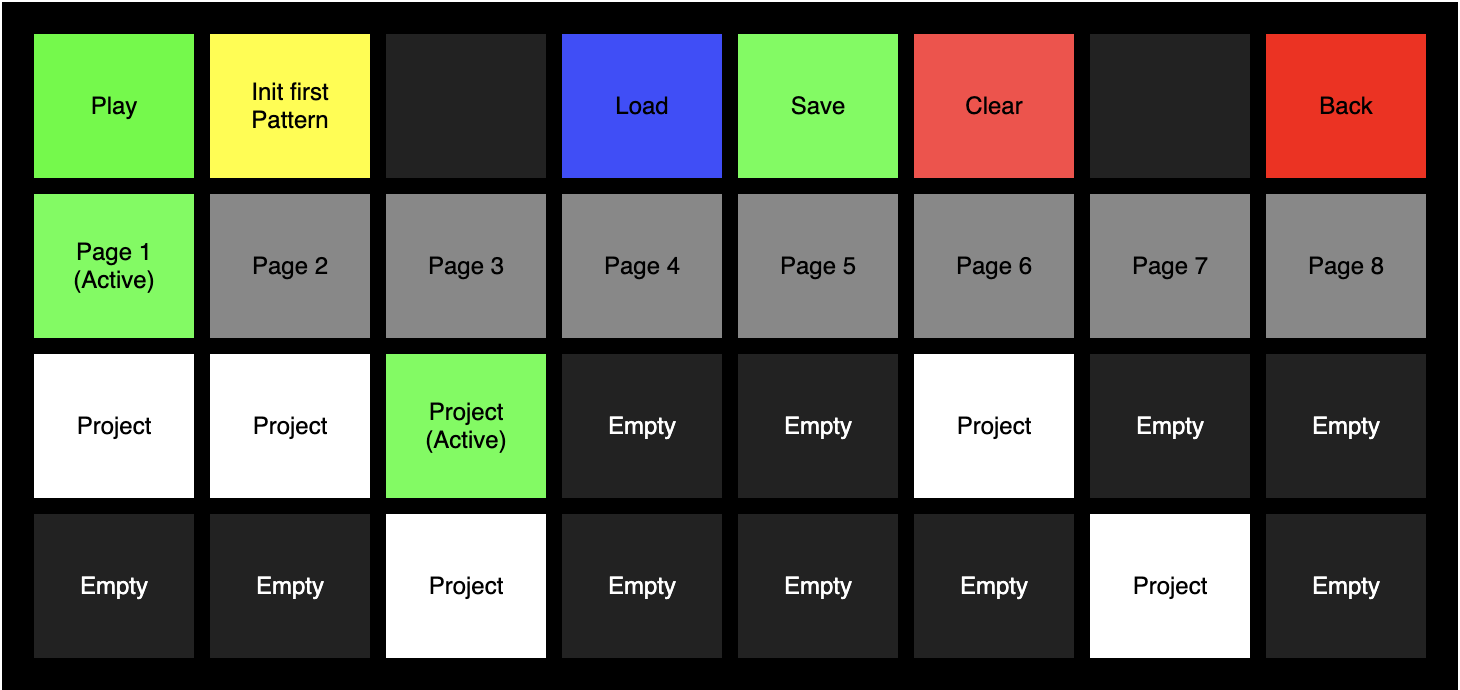 Play
Init first
Pattern
Load
Save
Clear
Back
Page 1
(Active)
Page 2
Page 3
Page 4
Page 5
Page 6
Page 7
Page 8
Project
Project
Project
(Active)
Empty
Empty
Project
Empty
Empty
Empty
Empty
Project
Empty
Empty
Empty
Project
Empty